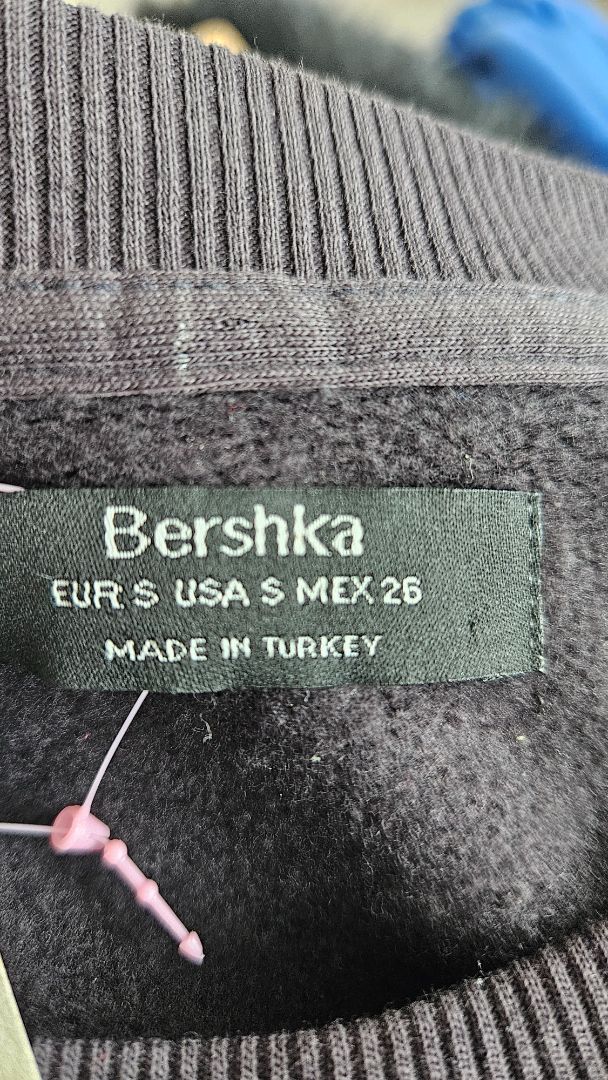 Bershka
EUR S USA S MEX 26
MADE IN TURKEY